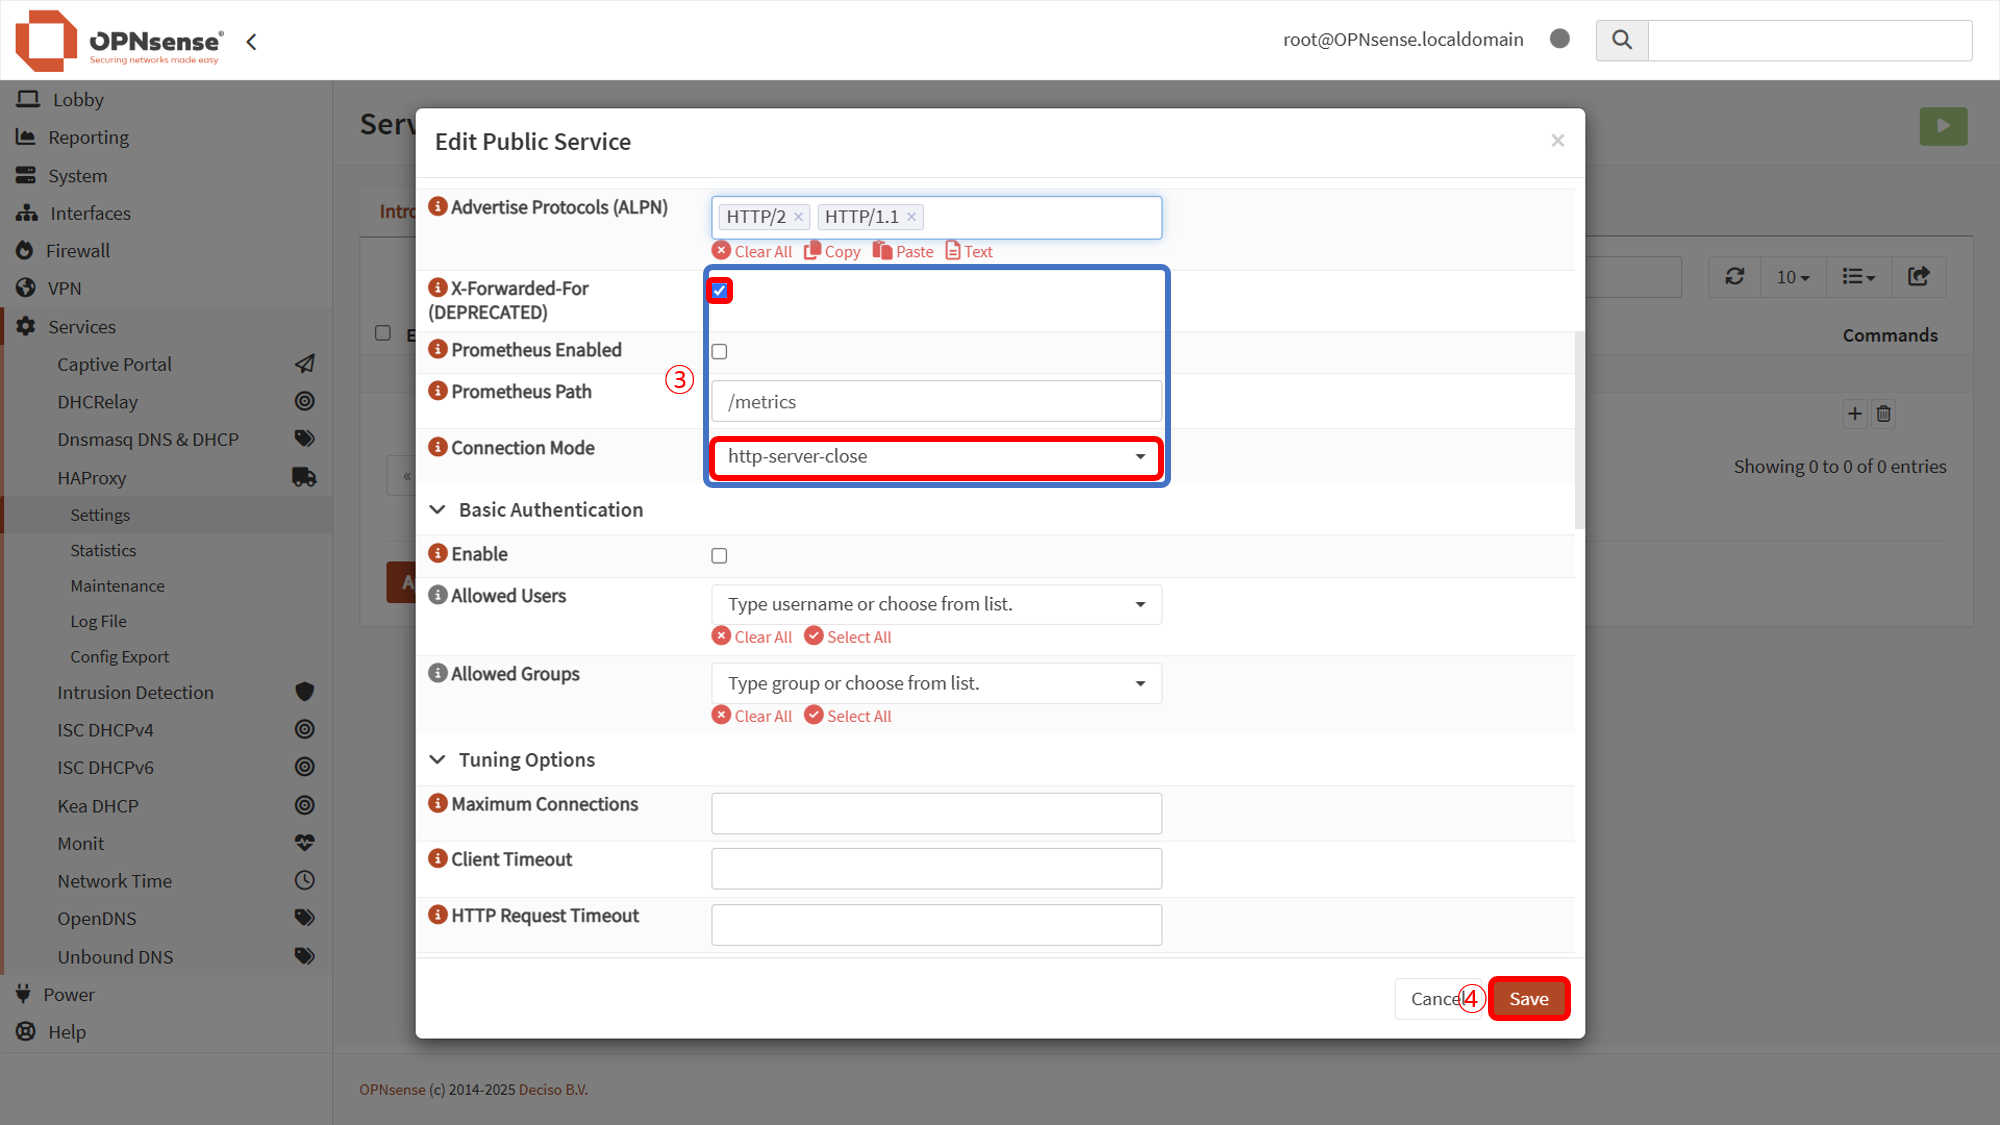 OPNsense®
Securing networks made easy
root@OPNsense.localdomain
Lobby
Reporting
System
Interfaces
Firewall
VPN
Services
Captive Portal
DHCRelay
Dnsmasq DNS & DHCP
HAProxy
Settings
Statistics
Maintenance
Log File
Config Export
Intrusion Detection
ISC DHCPv4
ISC DHCPv6
Kea DHCP
Monit
Network Time
OpenDNS
Unbound DNS
Power
Help
Edit Public Service
×
Advertise Protocols (ALPN)
HTTP/2 × HTTP/1.1 ×
Clear All Copy Paste Text
X-Forwarded-For
(DEPRECATED)
Prometheus Enabled
③
Prometheus Path
/metrics
Connection Mode
http-server-close
Basic Authentication
Enable
Allowed Users
Type username or choose from list.
Clear All Select All
Allowed Groups
Type group or choose from list.
Clear All Select All
Tuning Options
Maximum Connections
Client Timeout
HTTP Request Timeout
Cancel
④
Save
10
Commands
«
Showing 0 to 0 of 0 entries
OPNsense (c) 2014-2025 Deciso B.V.